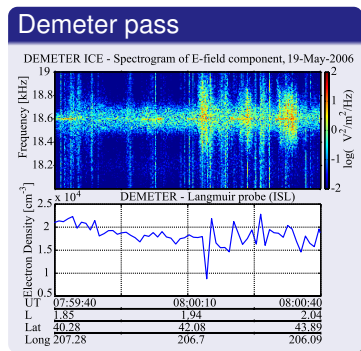 Demeter pass
DEMETER ICE - Spectrogram of E-field component, 19-May-2006
Frequency [kHz]
19
18.8
18.6
18.4
18.2
2
1
0
-1
-2
log( V²/m²/Hz)
x 10⁴
DEMETER - Langmuir probe (ISL)
Electron Density [cm⁻³]
2.5
2
1.5
1
0.5
UT 07:59:40 08:00:10 08:00:40
L 1.85 1.94 2.04
Lat 40.28 42.08 43.89
Long 207.28 206.7 206.09